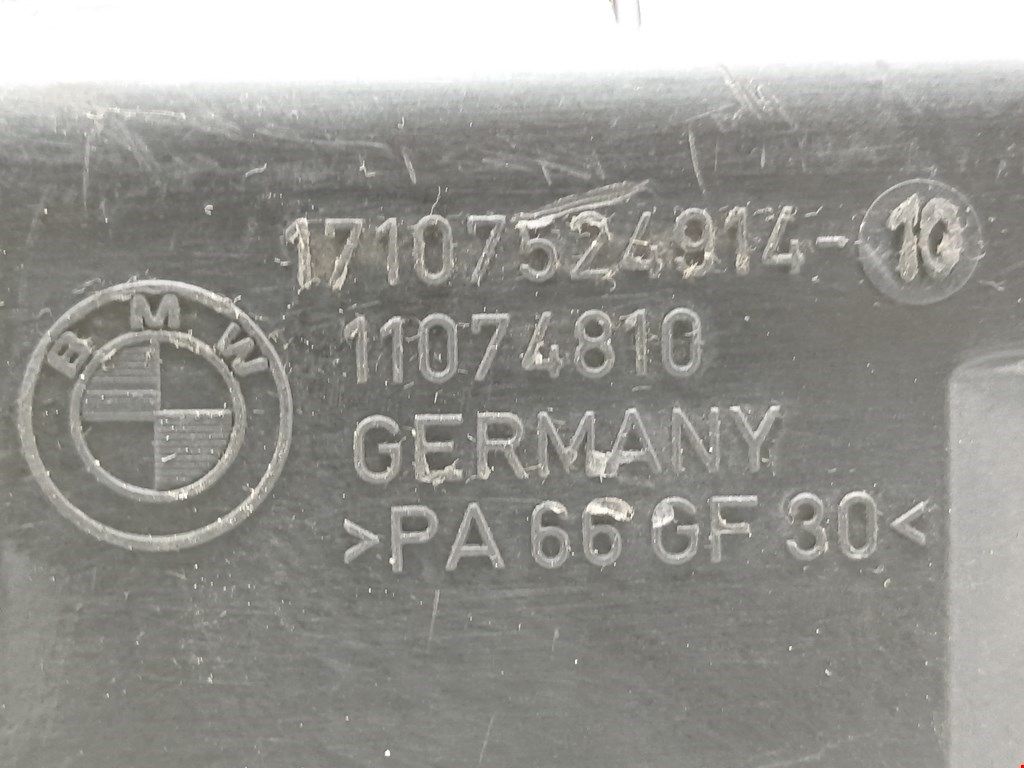 17107524914-10
11074810
BMW
GERMANY
>PA 66 GF 30<